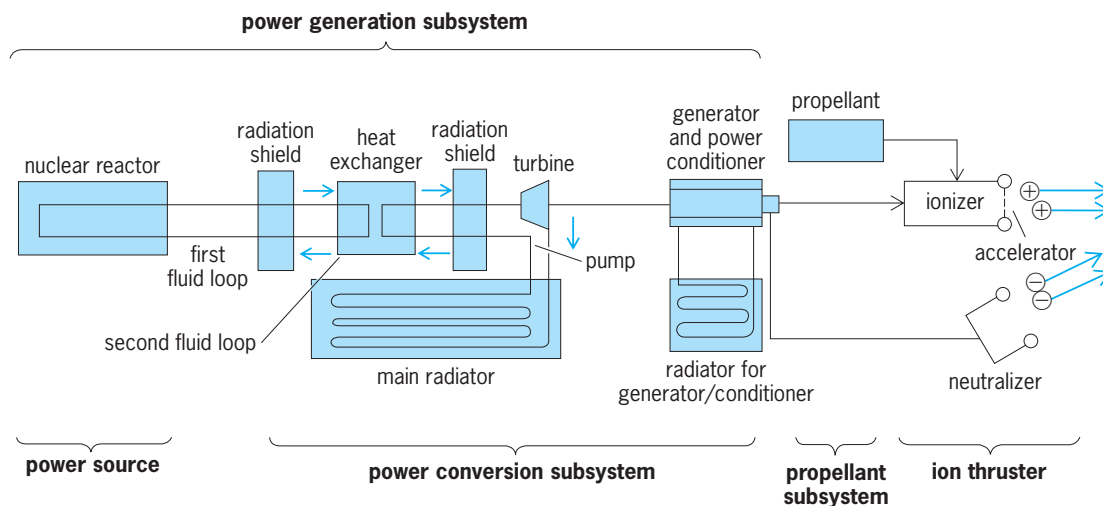 power generation subsystem
propellant
generator
and power
conditioner
radiation
shield
heat
exchanger
radiation
shield
turbine
nuclear reactor
ionizer
+
+
accelerator
first
fluid loop
pump
−
−
second fluid loop
main radiator
radiator for
generator/conditioner
neutralizer
power source
power conversion subsystem
propellant
subsystem
ion thruster